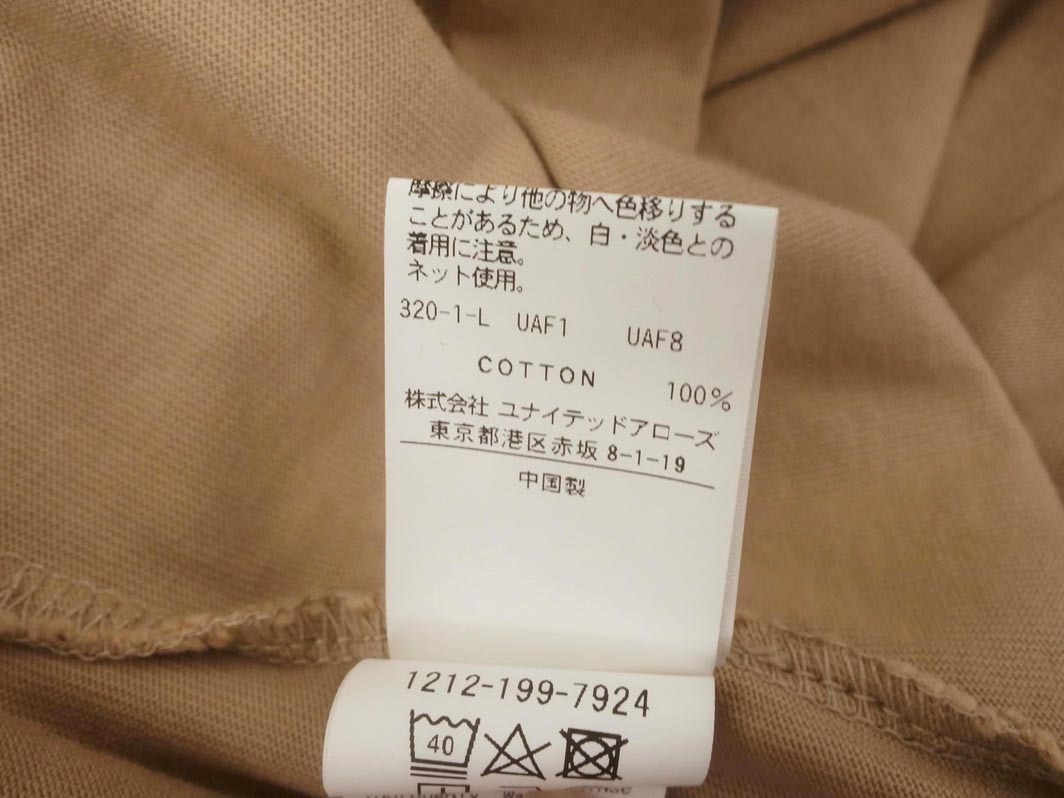 摩擦により他の物へ色移りする
ことがあるため、白・淡色との
着用に注意。
ネット使用。
320-1-L UAF1 UAF8
COTTON 100%
株式会社 ユナイテッドアローズ
東京都港区赤坂 8-1-19
中国製
1212-199-7924
40